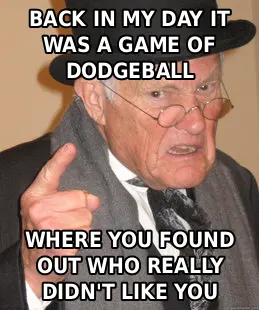 BACK IN MY DAY IT
WAS A GAME OF
DODGEBALL
WHERE YOU FOUND
OUT WHO REALLY
DIDN'T LIKE YOU